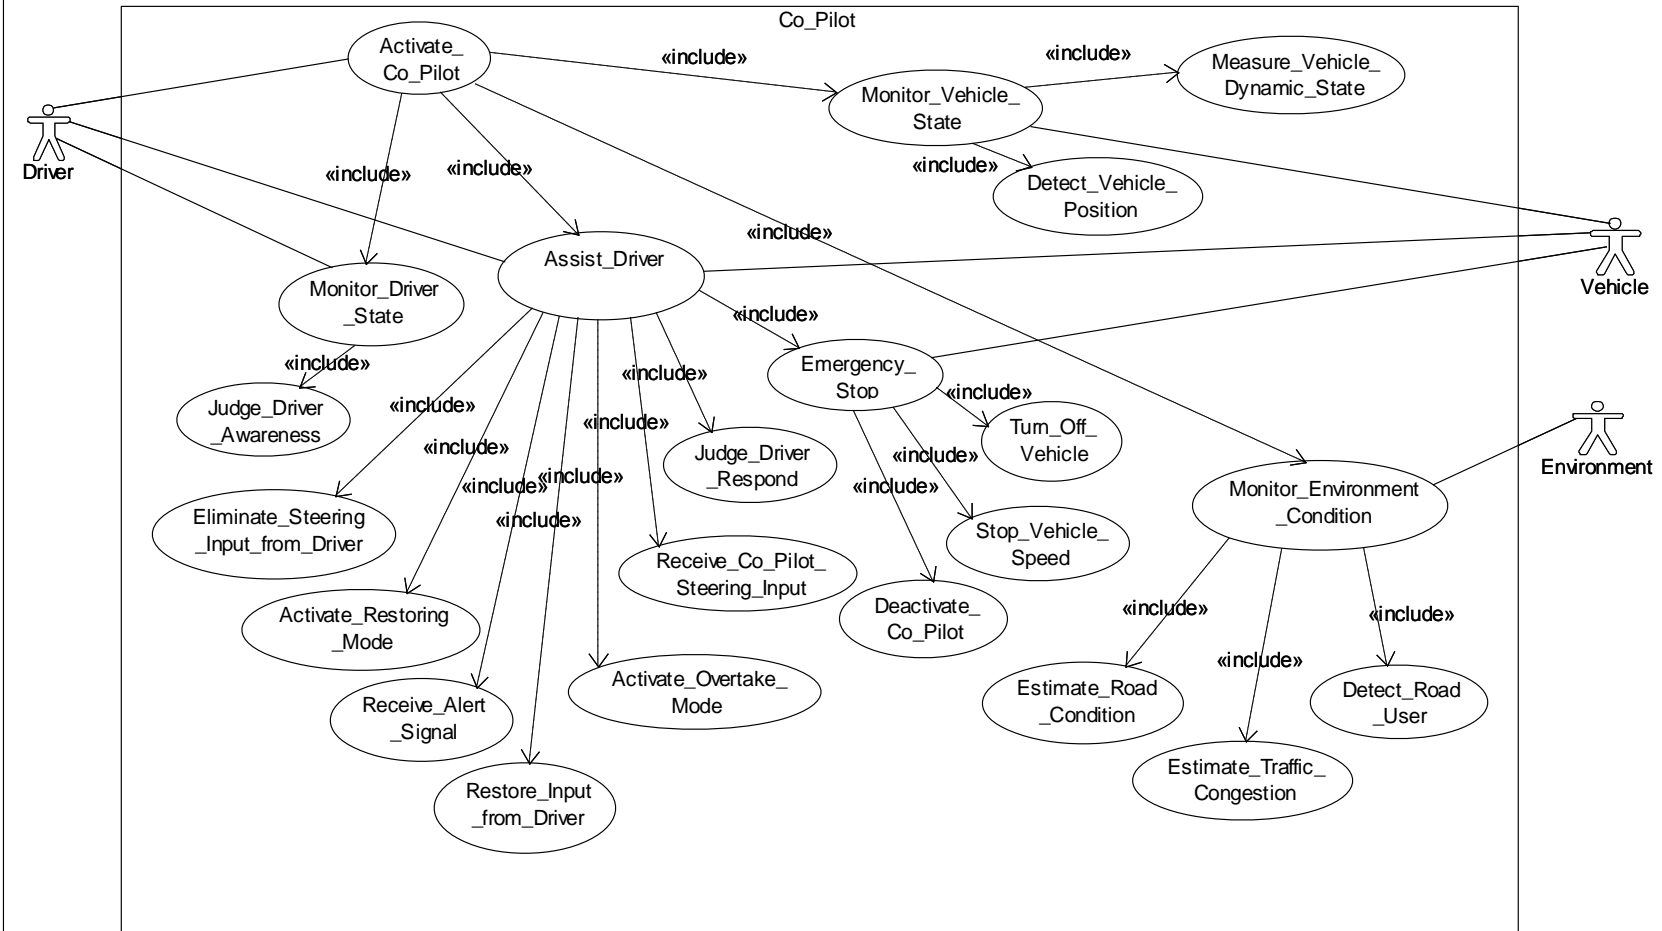 Co_Pilot
Activate_
Co_Pilot
«include»
«include»
Measure_Vehicle_
Dynamic_State
Monitor_Vehicle_
State
Driver
«include»
«include»
«include»
Detect_Vehicle_
Position
«include»
Assist_Driver
Vehicle
Monitor_Driver
_State
«include»
«include»
Emergency_
Stop
«include»
«include»
Judge_Driver
_Awareness
«include»
«include»
Turn_Off_
Vehicle
«include»
Judge_Driver
_Respond
«include»
Environment
«include»
«include»
«include»
Monitor_Environment
_Condition
Eliminate_Steering
_Input_from_Driver
«include»
Stop_Vehicle_
Speed
Receive_Co_Pilot_
Steering_Input
Deactivate_
Co_Pilot
Activate_Restoring
_Mode
«include»
«include»
«include»
Activate_Overtake_
Mode
Receive_Alert
_Signal
Estimate_Road
_Condition
Detect_Road
_User
Restore_Input
_from_Driver
Estimate_Traffic_
Congestion